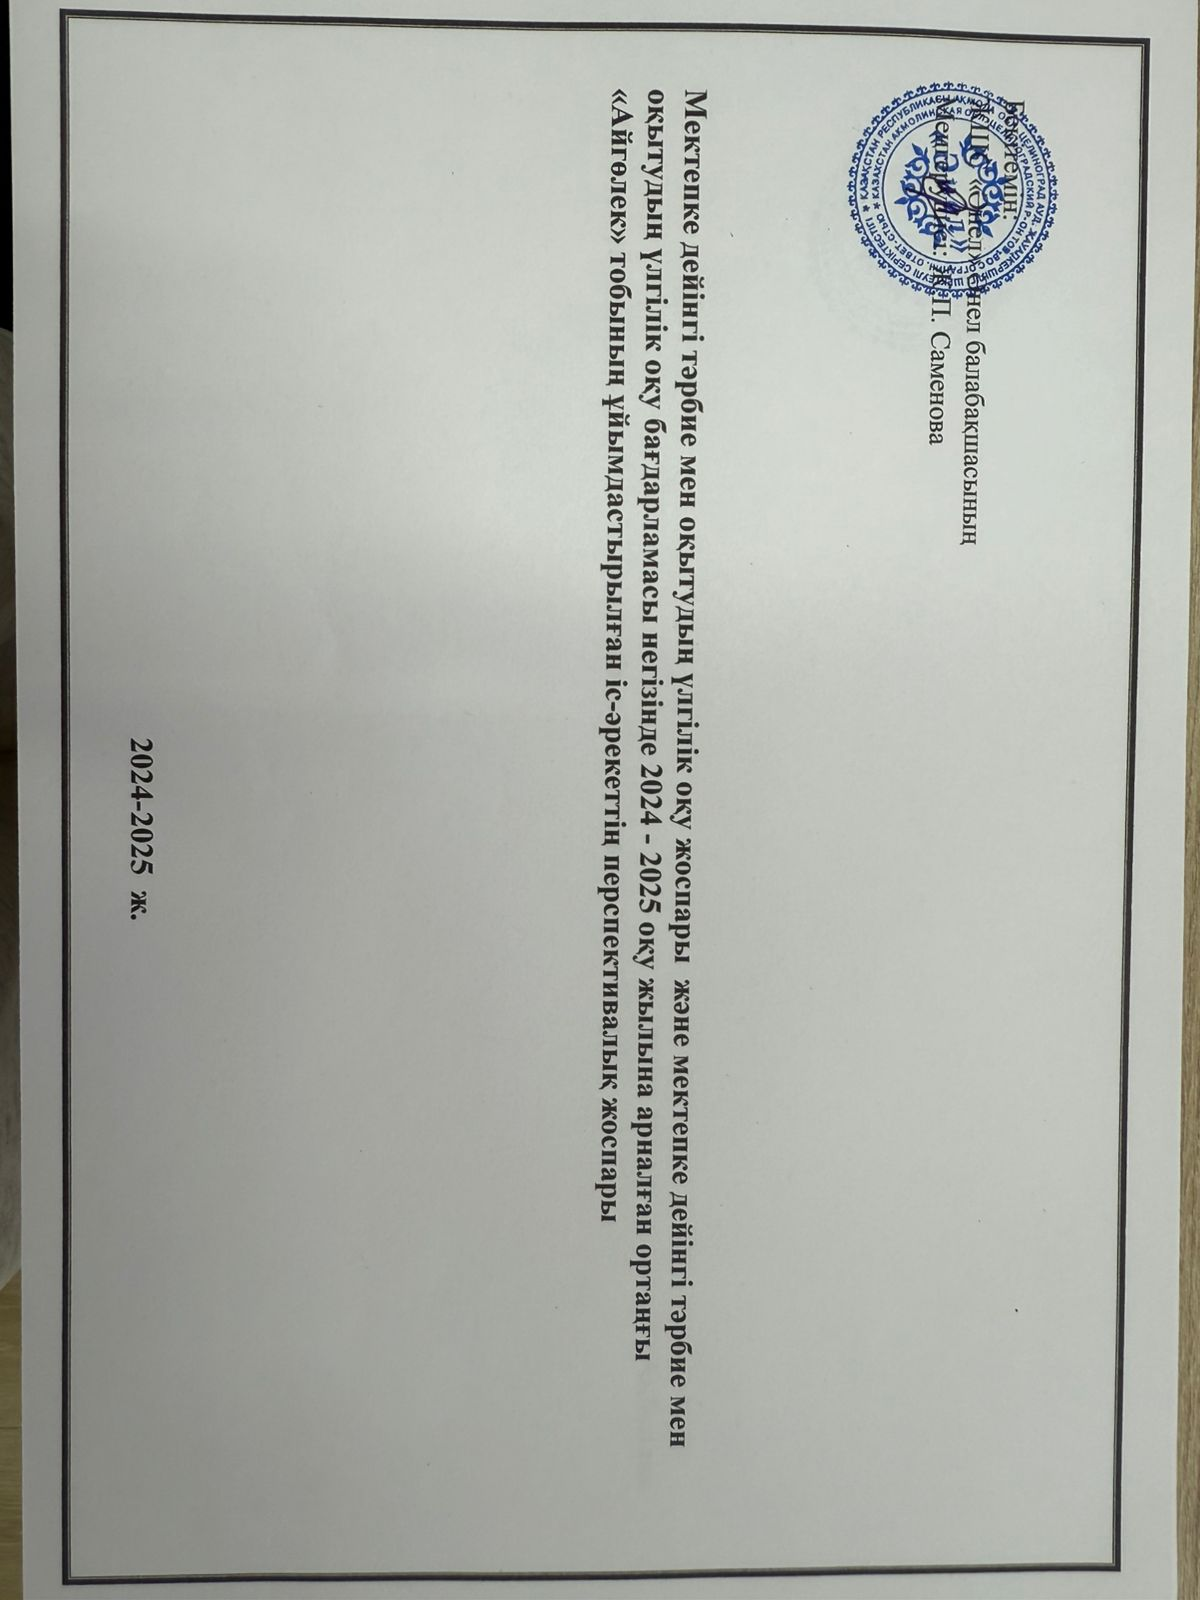 Бекітемін:
ЖШС балабақшасының
Меңгерушісі: Ж.П. Саменова
Мектепке дейінгі тәрбие мен оқытудың үлгілік оқу жоспары және мектепке дейінгі тәрбие мен
оқытудың үлгілік оқу бағдарламасы негізінде 2024 - 2025 оқу жылына арналған ортаңғы
«Айгөлек» тобының ұйымдастырылған іс-әрекеттің перспективалық жоспары
2024-2025 ж.